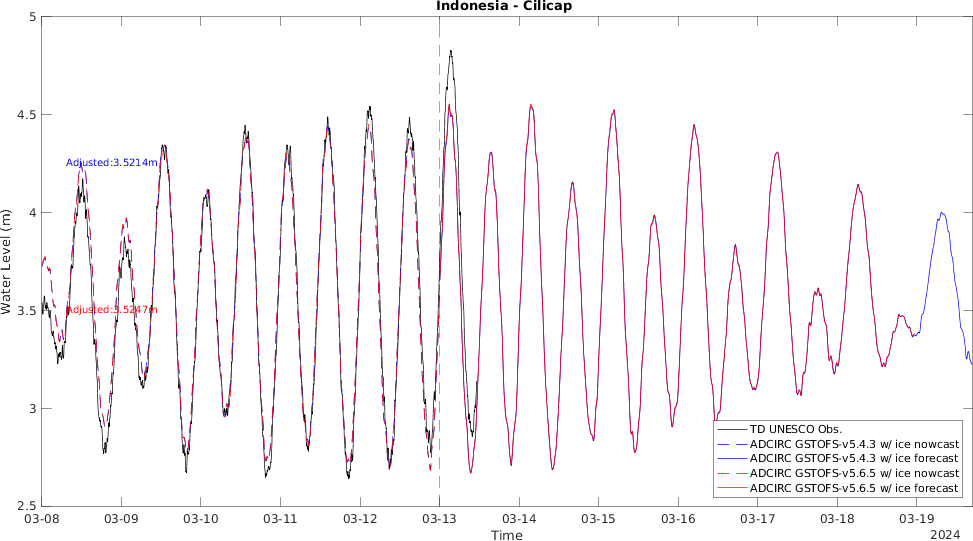 Indonesia - Cilicap
5
4.5
4
3.5
3
2.5
Water Level (m)
Adjusted:3.5214m
Adjusted:3.5247m
TD UNESCO Obs.
ADCIRC GSTOFS-v5.4.3 w/ ice nowcast
ADCIRC GSTOFS-v5.4.3 w/ ice forecast
ADCIRC GSTOFS-v5.6.5 w/ ice nowcast
ADCIRC GSTOFS-v5.6.5 w/ ice forecast
03-08 03-09 03-10 03-11 03-12 03-13 03-14 03-15 03-16 03-17 03-18 03-19
Time
2024